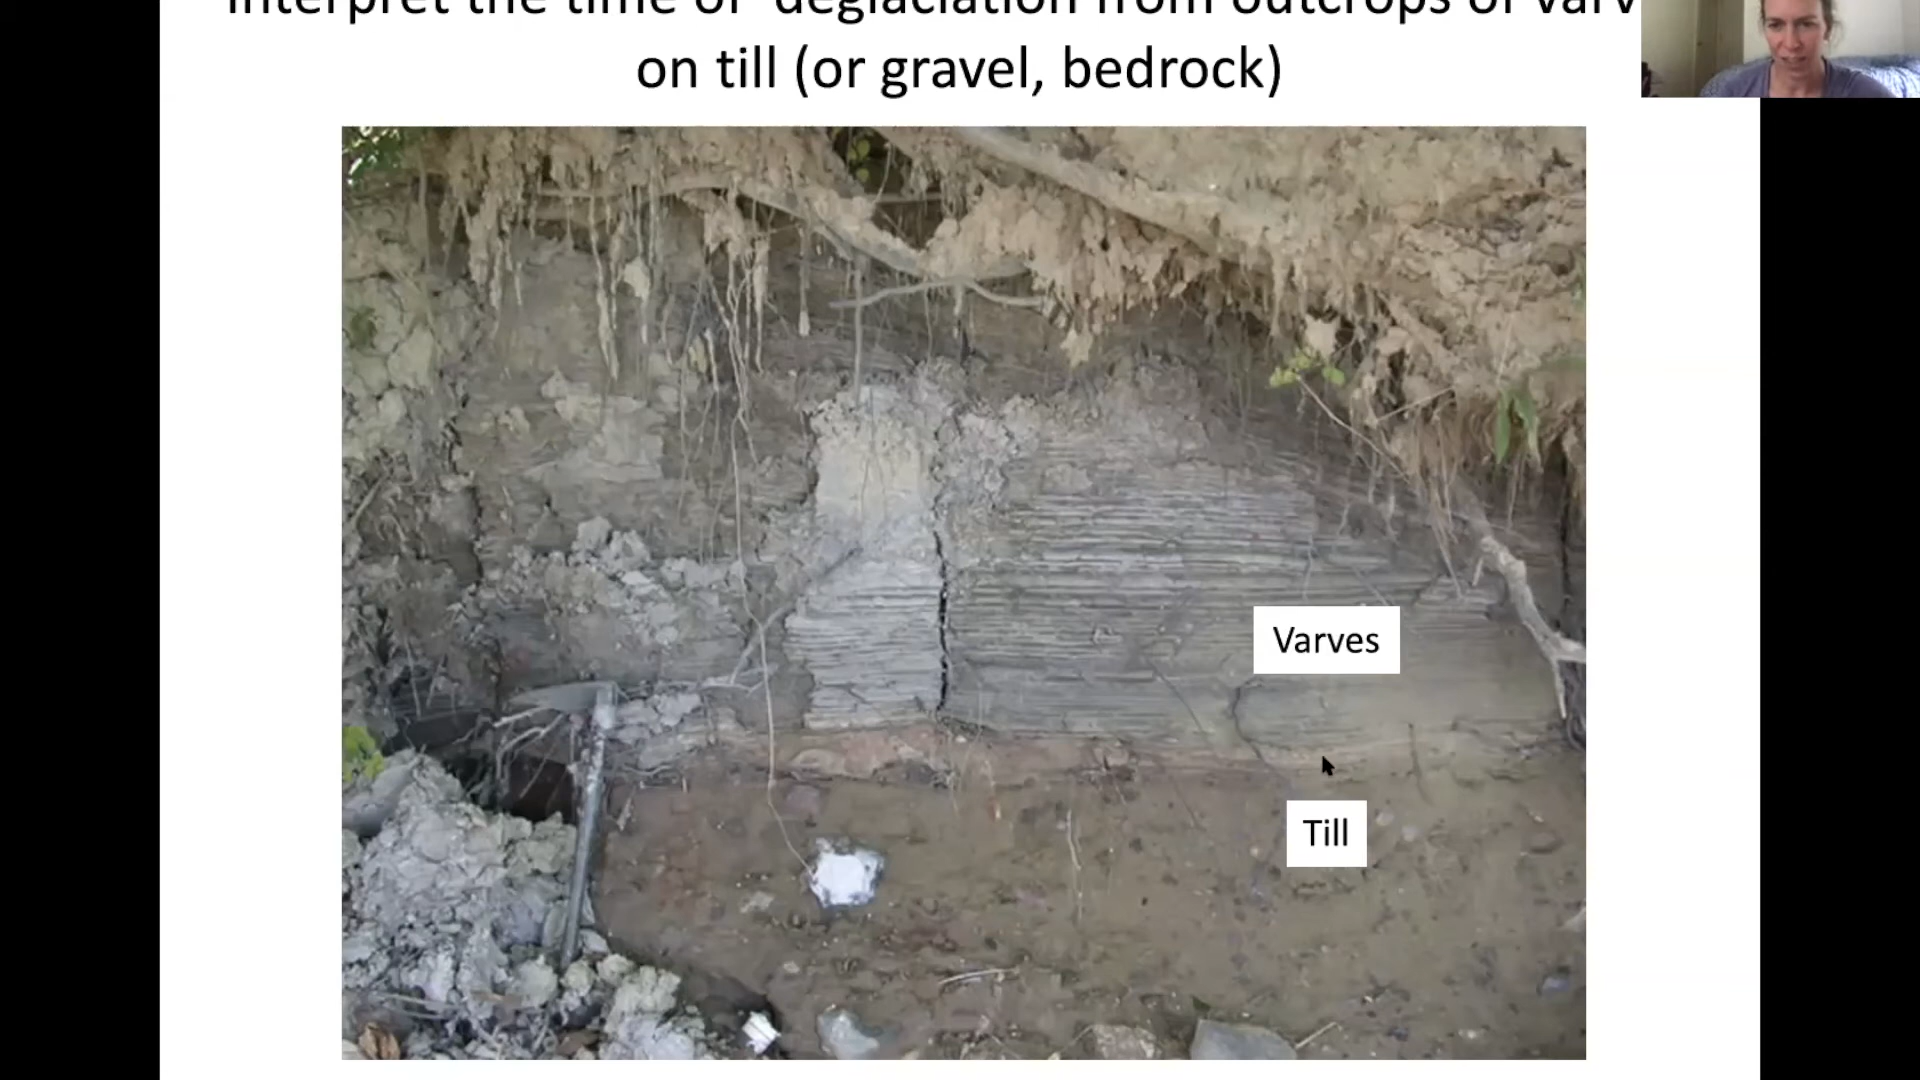 interpret the time of deglaciation from outcrops of varv
on till (or gravel, bedrock)
Varves
Till